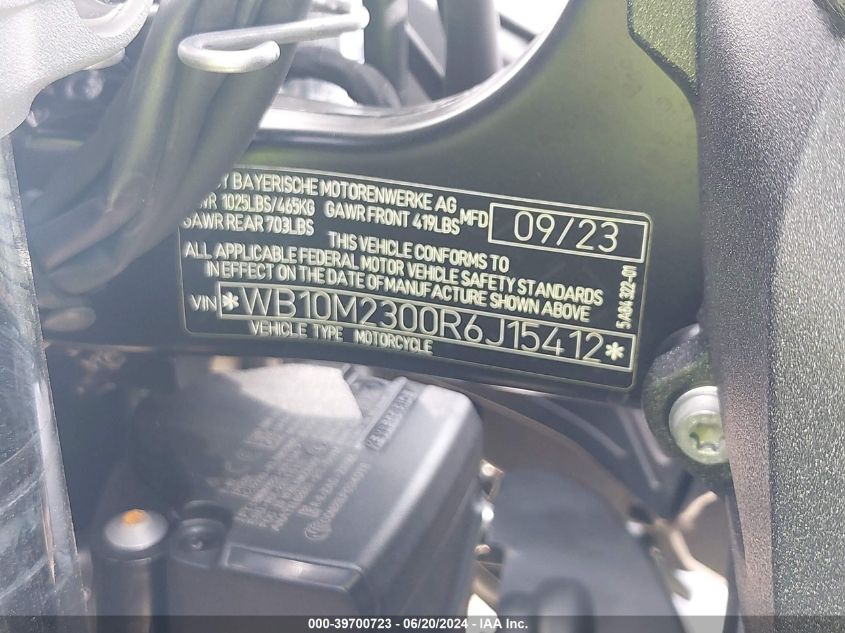 BY BAYERISCHE MOTORENWERKE AG
GVWR 1025LBS/465KG GAWR FRONT 419LBS MFD 09/23
GAWR REAR 703LBS
THIS VEHICLE CONFORMS TO
ALL APPLICABLE FEDERAL MOTOR VEHICLE SAFETY STANDARDS
IN EFFECT ON THE DATE OF MANUFACTURE SHOWN ABOVE
VIN *WB10M2300R6J15412*
VEHICLE TYPE MOTORCYCLE
000-39700723 - 06/20/2024 - IAA Inc.